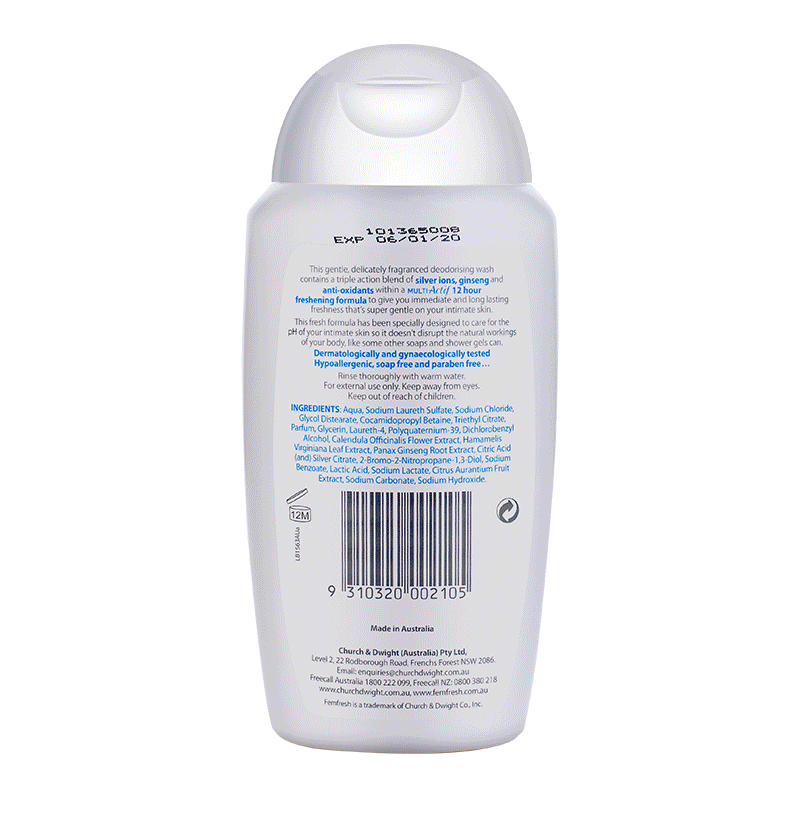 101365008
EXP 06/01/20
This gentle, delicately fragranced deodorising wash
contains a triple action blend of silver ions, ginseng and
anti-oxidants within a MULTIActif 12 hour
freshening formula to give you immediate and long lasting
freshness that's super gentle on your intimate skin.
This fresh formula has been specially designed to care for the
pH of your intimate skin so it doesn't disrupt the natural workings
of your body, like some other soaps and shower gels can.
Dermatologically and gynaecologically tested
Hypoallergenic, soap free and paraben free...
Rinse thoroughly with warm water.
For external use only. Keep away from eyes.
Keep out of reach of children.
INGREDIENTS: Aqua, Sodium Laureth Sulfate, Sodium Chloride,
Glycol Distearate, Cocamidopropyl Betaine, Triethyl Citrate,
Parfum, Glycerin, Laureth-4, Polyquaternium-39, Dichlorobenzyl
Alcohol, Calendula Officinalis Flower Extract, Hamamelis
Virginiana Leaf Extract, Panax Ginseng Root Extract, Citric Acid
(and) Silver Citrate, 2-Bromo-2-Nitropropane-1,3-Diol, Sodium
Benzoate, Lactic Acid, Sodium Lactate, Citrus Aurantium Fruit
Extract, Sodium Carbonate, Sodium Hydroxide.
12M
LB1563AUa
9 310320 002105
Made in Australia
Church & Dwight (Australia) Pty Ltd,
Level 2, 22 Rodborough Road, Frenchs Forest NSW 2086.
Email: enquiries@churchdwight.com.au
Freecall Australia 1800 222 099, Freecall NZ: 0800 380 218
www.churchdwight.com.au, www.femfresh.com.au
Femfresh is a trademark of Church & Dwight Co., Inc.